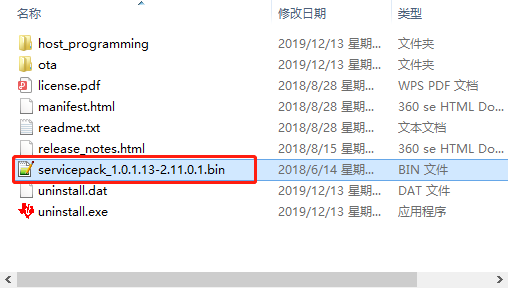 名称 修改日期 类型
host_programming 2019/12/13 星期... 文件夹
ota 2019/12/13 星期... 文件夹
license.pdf 2018/8/28 星期... WPS PDF 文档
manifest.html 2018/8/28 星期... 360 se HTML Do...
readme.txt 2018/8/28 星期... 文本文档
release_notes.html 2018/8/15 星期... 360 se HTML Do...
servicepack_1.0.1.13-2.11.0.1.bin 2018/6/14 星期... BIN 文件
uninstall.dat 2019/12/13 星期... DAT 文件
uninstall.exe 2019/12/13 星期... 应用程序